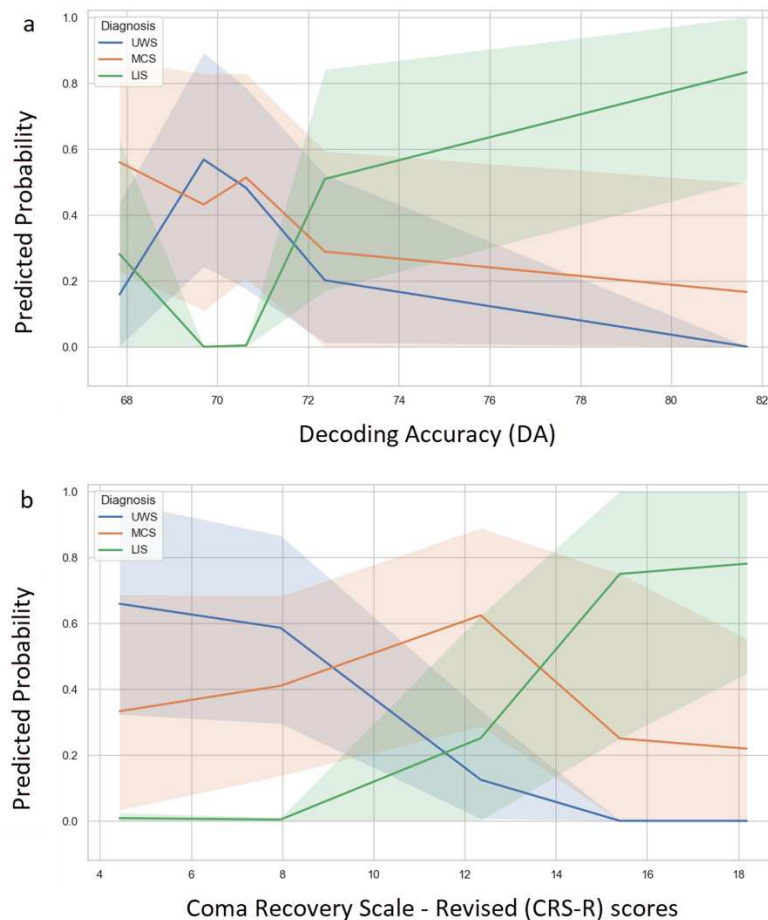 a
Diagnosis
UWS
MCS
LIS
1.0
0.8
0.6
0.4
0.2
0.0
Predicted Probability
68 70 72 74 76 78 80 82
Decoding Accuracy (DA)
b
Diagnosis
UWS
MCS
LIS
1.0
0.8
0.6
0.4
0.2
0.0
Predicted Probability
4 6 8 10 12 14 16 18
Coma Recovery Scale - Revised (CRS-R) scores